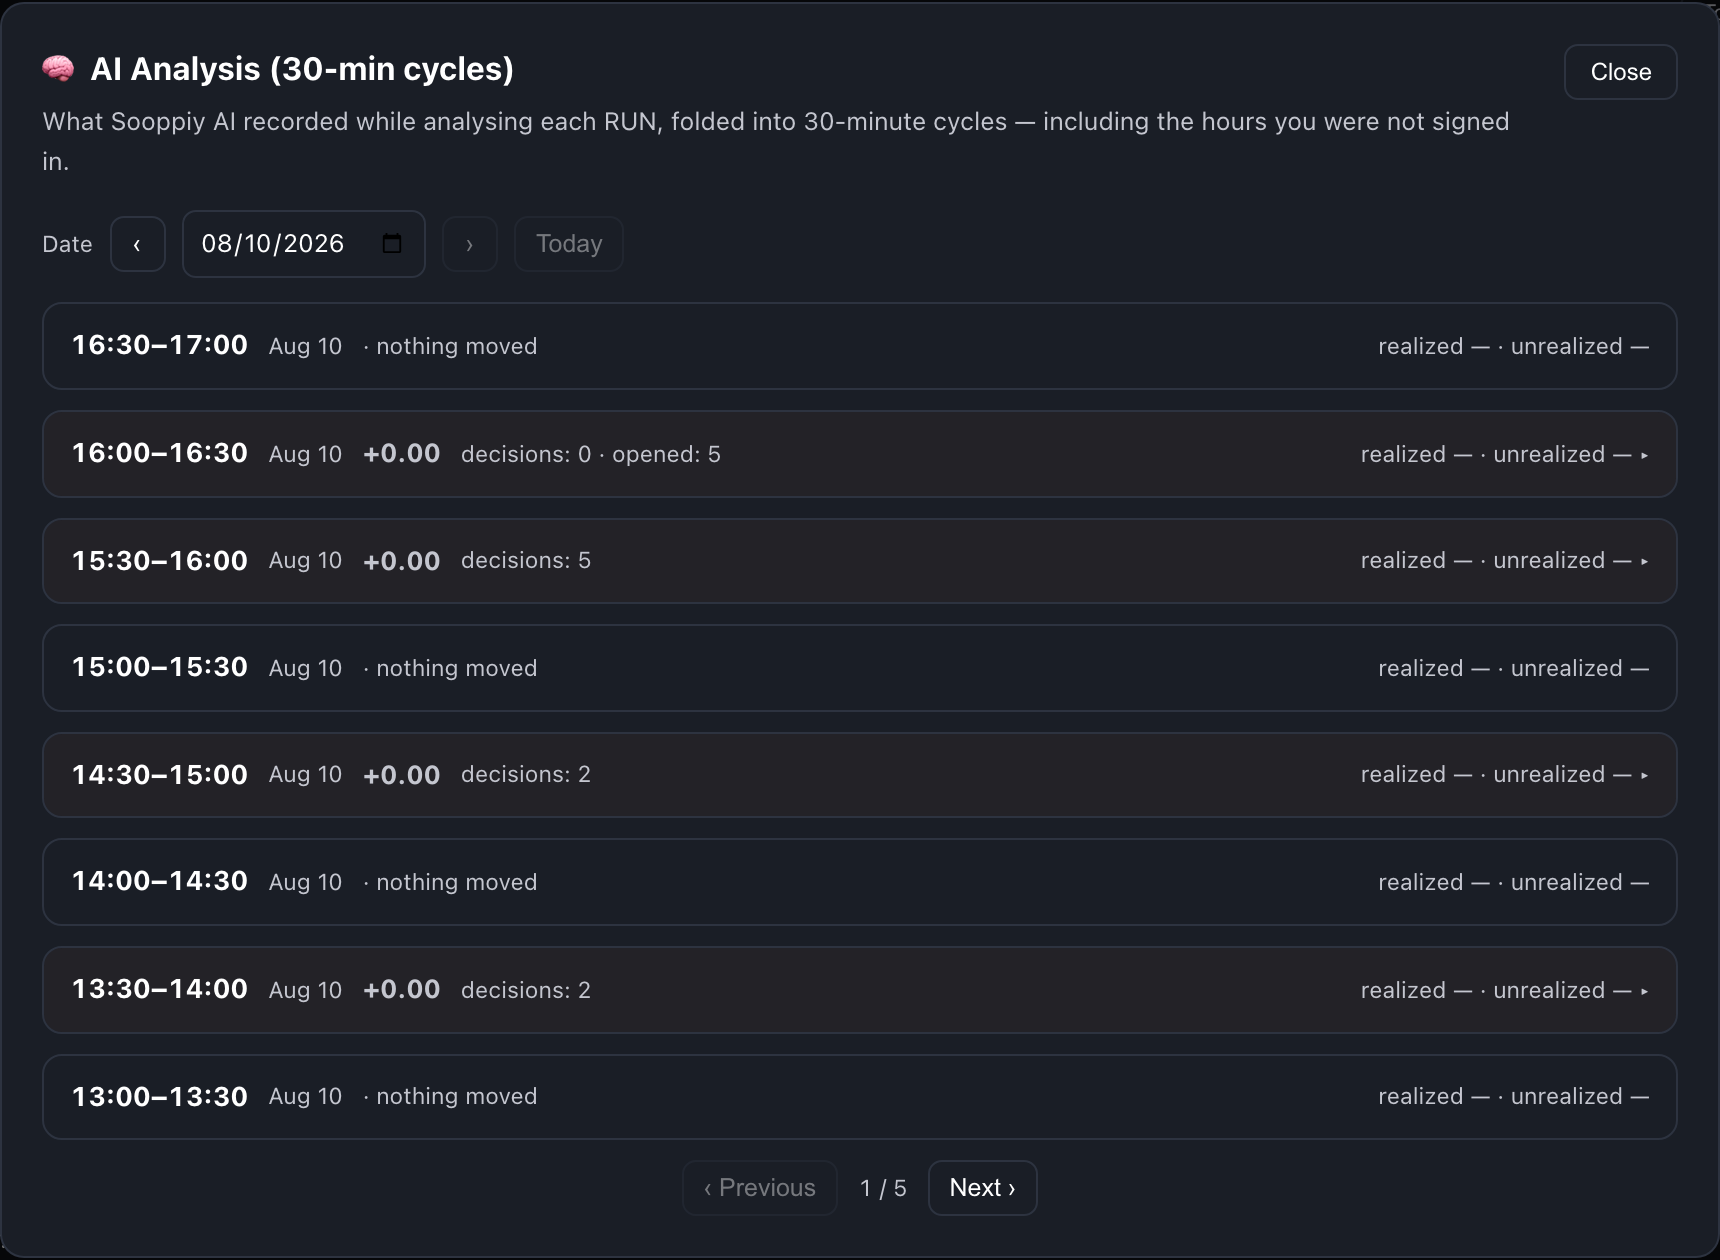 🧠 AI Analysis (30-min cycles)
Close
What Sooppiy AI recorded while analysing each RUN, folded into 30-minute cycles — including the hours you were not signed
in.
Date ‹ 08/10/2026 › Today
16:30–17:00 Aug 10 · nothing moved realized — · unrealized —
16:00–16:30 Aug 10 +0.00 decisions: 0 · opened: 5 realized — · unrealized — ▸
15:30–16:00 Aug 10 +0.00 decisions: 5 realized — · unrealized — ▸
15:00–15:30 Aug 10 · nothing moved realized — · unrealized —
14:30–15:00 Aug 10 +0.00 decisions: 2 realized — · unrealized — ▸
14:00–14:30 Aug 10 · nothing moved realized — · unrealized —
13:30–14:00 Aug 10 +0.00 decisions: 2 realized — · unrealized — ▸
13:00–13:30 Aug 10 · nothing moved realized — · unrealized —
‹ Previous 1 / 5 Next ›